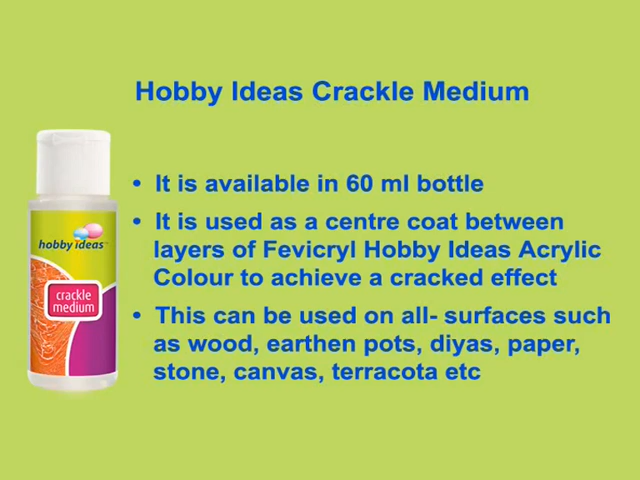 Hobby Ideas Crackle Medium
• It is available in 60 ml bottle
• It is used as a centre coat between
layers of Fevicryl Hobby Ideas Acrylic
Colour to achieve a cracked effect
• This can be used on all- surfaces such
as wood, earthen pots, diyas, paper,
stone, canvas, terracota etc
hobby ideas™
crackle
medium